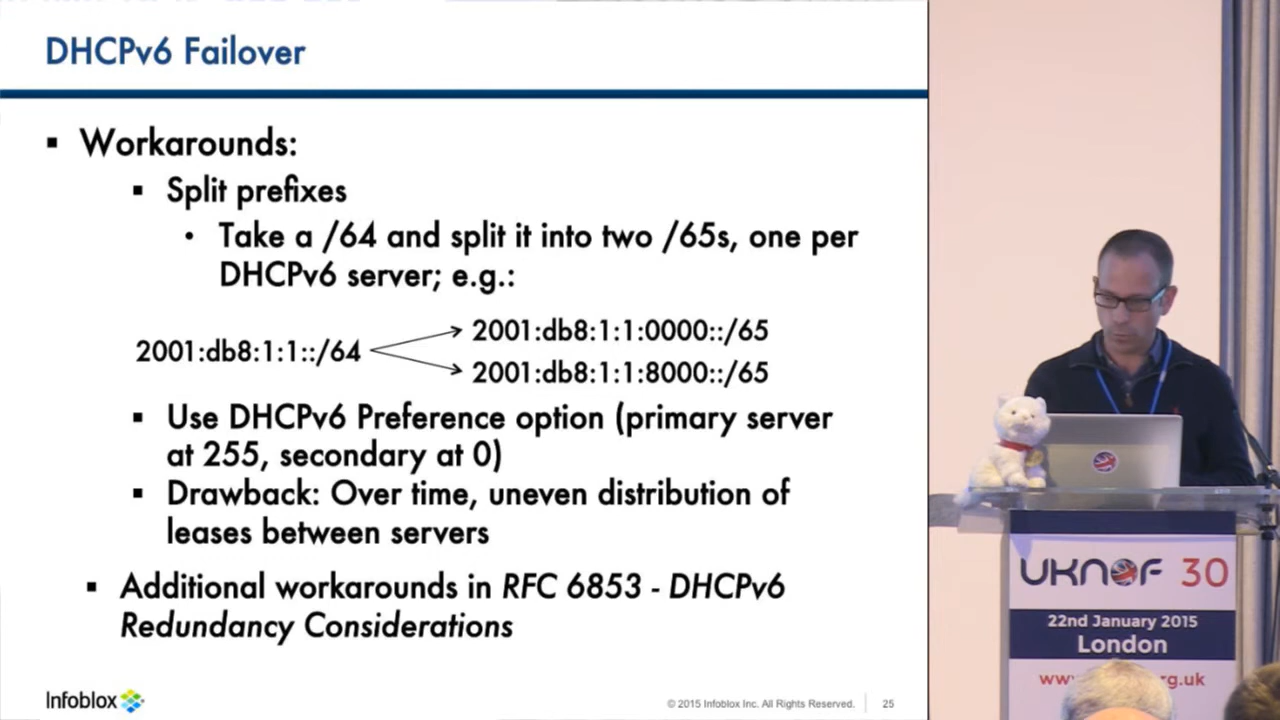 DHCPv6 Failover
Workarounds:
Split prefixes
Take a /64 and split it into two /65s, one per
DHCPv6 server; e.g.:
2001:db8:1:1:0000::/65
2001:db8:1:1::/64
2001:db8:1:1:8000::/65
Use DHCPv6 Preference option (primary server
at 255, secondary at 0)
Drawback: Over time, uneven distribution of
leases between servers
Additional workarounds in RFC 6853 - DHCPv6
Redundancy Considerations
Infoblox
© 2015 Infoblox Inc. All Rights Reserved.
25
UKNOF 30
22nd January 2015
London